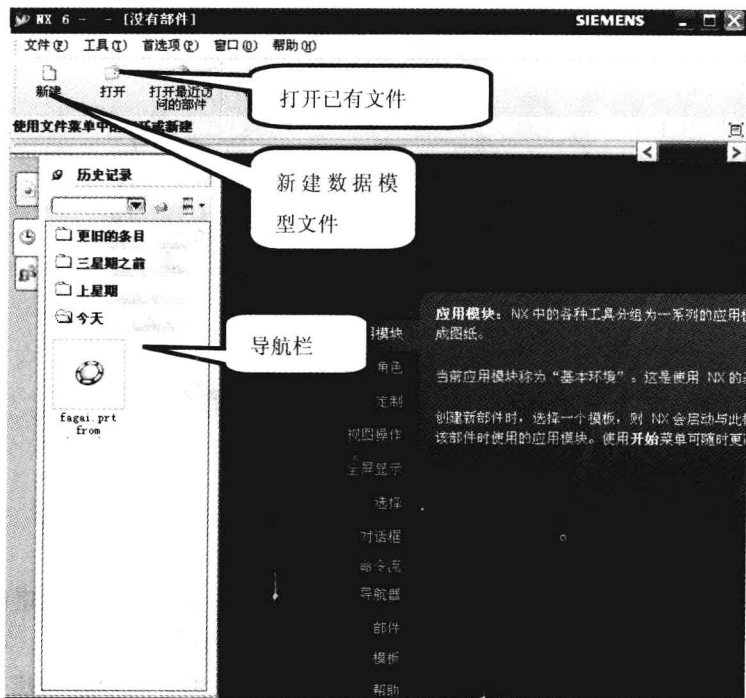 NX 6 - - [没有部件] SIEMENS
文件(F) 工具(T) 首选项(P) 窗口(O) 帮助(H)
新建 打开 打开最近访
问的部件
打开已有文件
使用文件菜单中的 或新建
新建数据模
型文件
历史记录
更旧的条目
三星期之前
上星期
今天
导航栏
fagai.prt
from
用模块
角色
定制
视图操作
全屏显示
选择
对话框
命令流
导航器
部件
模板
帮助
应用模块：NX 中的各种工具分组为一系列的应用
成图纸。
当前应用模块称为“基本环境”。这是使用 NX 的
创建新部件时，选择一个模板，则 NX 会启动与此
该部件时使用的应用模块。使用开始菜单可随时更